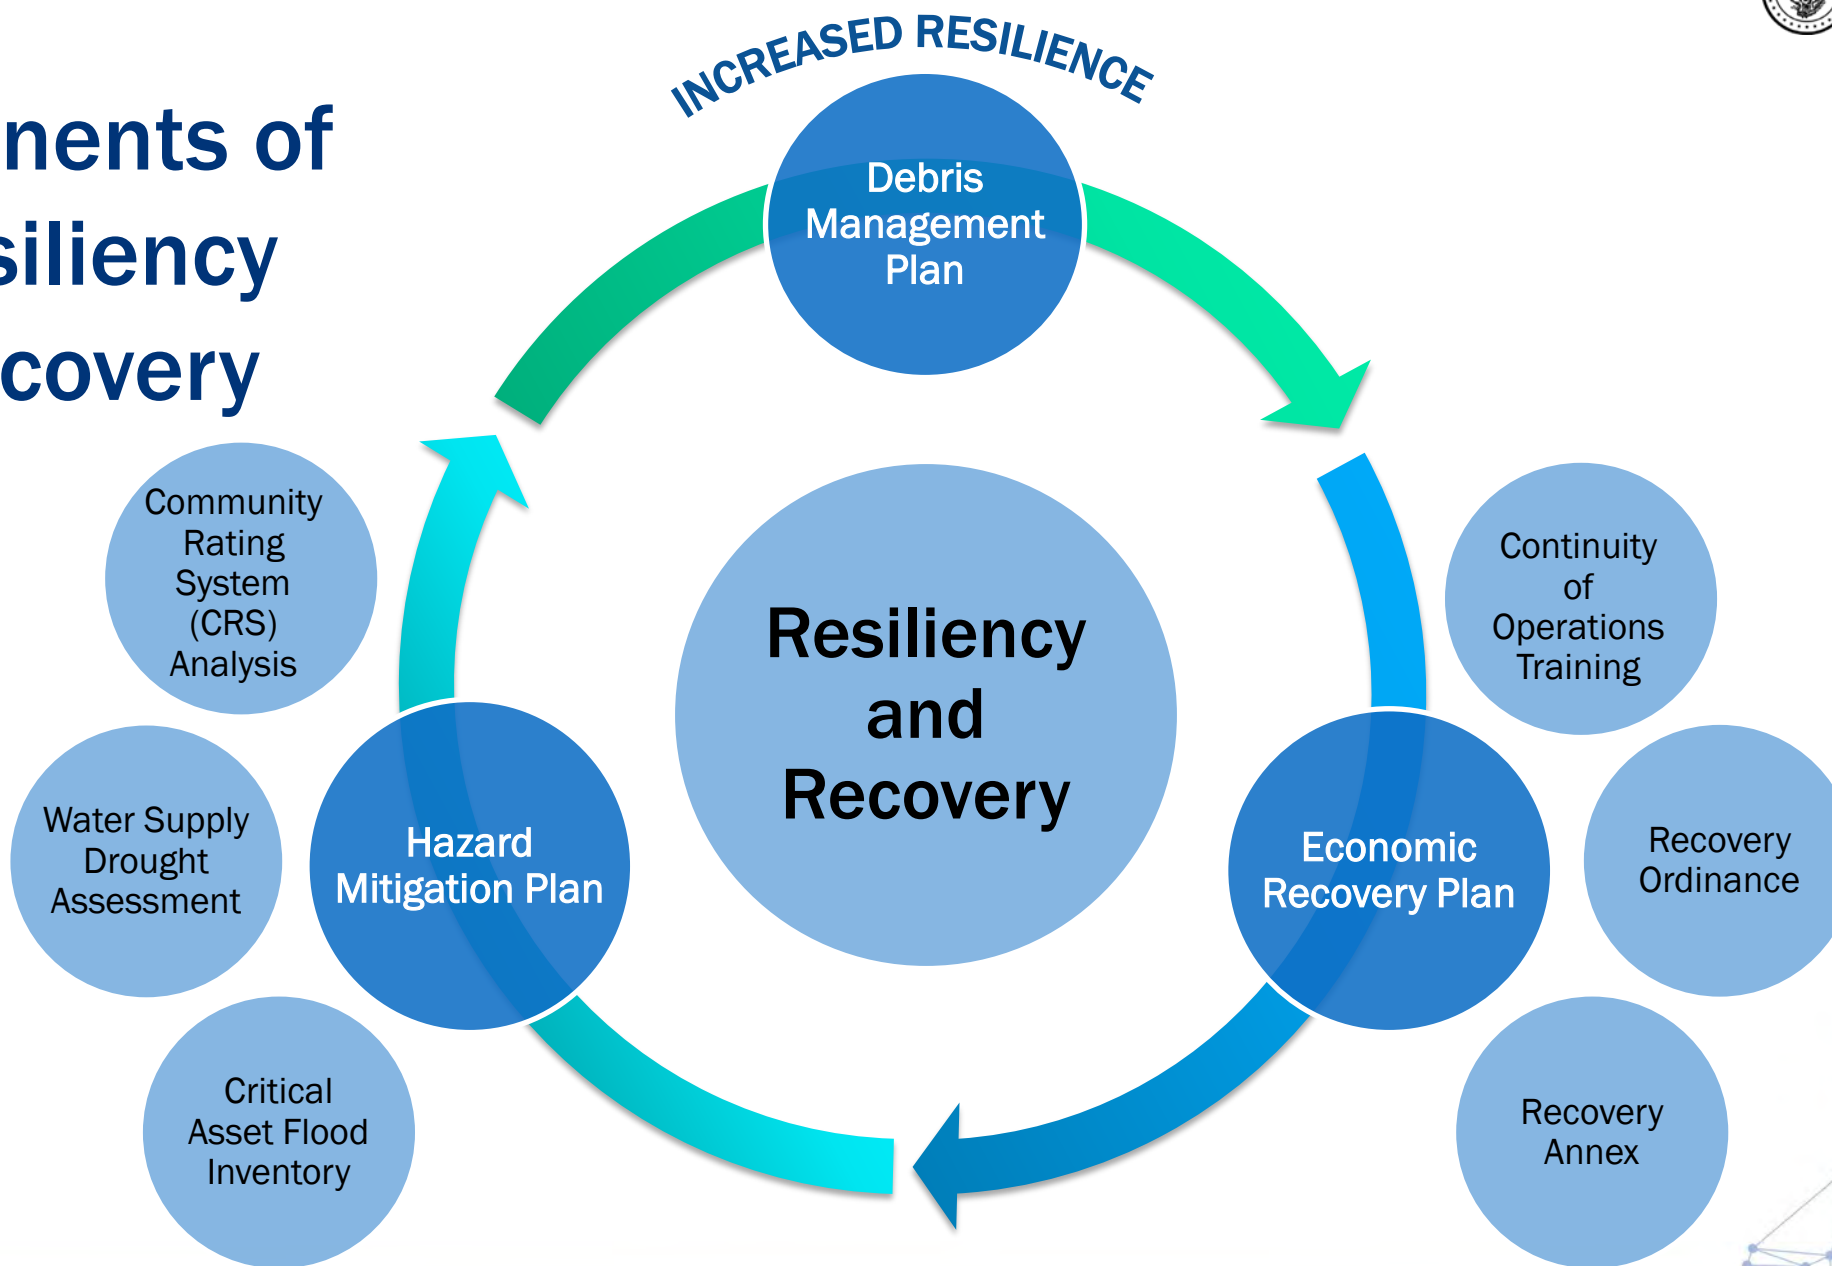 INCREASED RESILIENCE
nents of
siliency
covery
Debris
Management
Plan
Community
Rating
System
(CRS)
Analysis
Continuity
of
Operations
Training
Resiliency
and
Recovery
Water Supply
Drought
Assessment
Hazard
Mitigation Plan
Economic
Recovery Plan
Recovery
Ordinance
Critical
Asset Flood
Inventory
Recovery
Annex